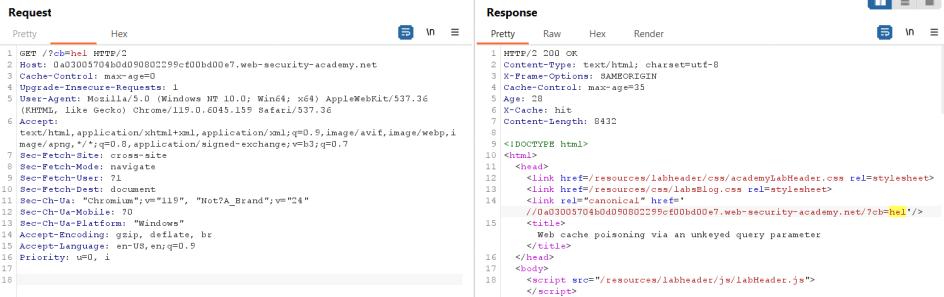 Request
Pretty
Hex
\n
1 GET /?cb=hel HTTP/2
2 Host: 0a03005704b0d090802299cf00bd00e7.web-security-academy.net
3 Cache-Control: max-age=0
4 Upgrade-Insecure-Requests: 1
5 User-Agent: Mozilla/5.0 (Windows NT 10.0; Win64; x64) AppleWebKit/537.36
(KHTML, like Gecko) Chrome/119.0.6045.159 Safari/537.36
6 Accept:
text/html,application/xhtml+xml,application/xml;q=0.9,image/avif,image/webp,i
mage/apng,*/*;q=0.8,application/signed-exchange;v=b3;q=0.7
7 Sec-Fetch-Site: cross-site
8 Sec-Fetch-Mode: navigate
9 Sec-Fetch-User: ?1
10 Sec-Fetch-Dest: document
11 Sec-Ch-Ua: "Chromium";v="119", "Not?A_Brand";v="24"
12 Sec-Ch-Ua-Mobile: ?0
13 Sec-Ch-Ua-Platform: "Windows"
14 Accept-Encoding: gzip, deflate, br
15 Accept-Language: en-US,en;q=0.9
16 Priority: u=0, i
17
18
Response
Pretty Raw Hex Render
\n
1 HTTP/2 200 OK
2 Content-Type: text/html; charset=utf-8
3 X-Frame-Options: SAMEORIGIN
4 Cache-Control: max-age=35
5 Age: 28
6 X-Cache: hit
7 Content-Length: 8432
8
9 <!DOCTYPE html>
10 <html>
11 <head>
12 <link href=/resources/labheader/css/academyLabHeader.css rel=stylesheet>
13 <link href=/resources/css/labsBlog.css rel=stylesheet>
14 <link rel="canonical" href='
//0a03005704b0d090802299cf00bd00e7.web-security-academy.net/?cb=hel'/>
15 <title>
Web cache poisoning via an unkeyed query parameter
</title>
16 </head>
17 <body>
18 <script src="/resources/labheader/js/labHeader.js">
</script>